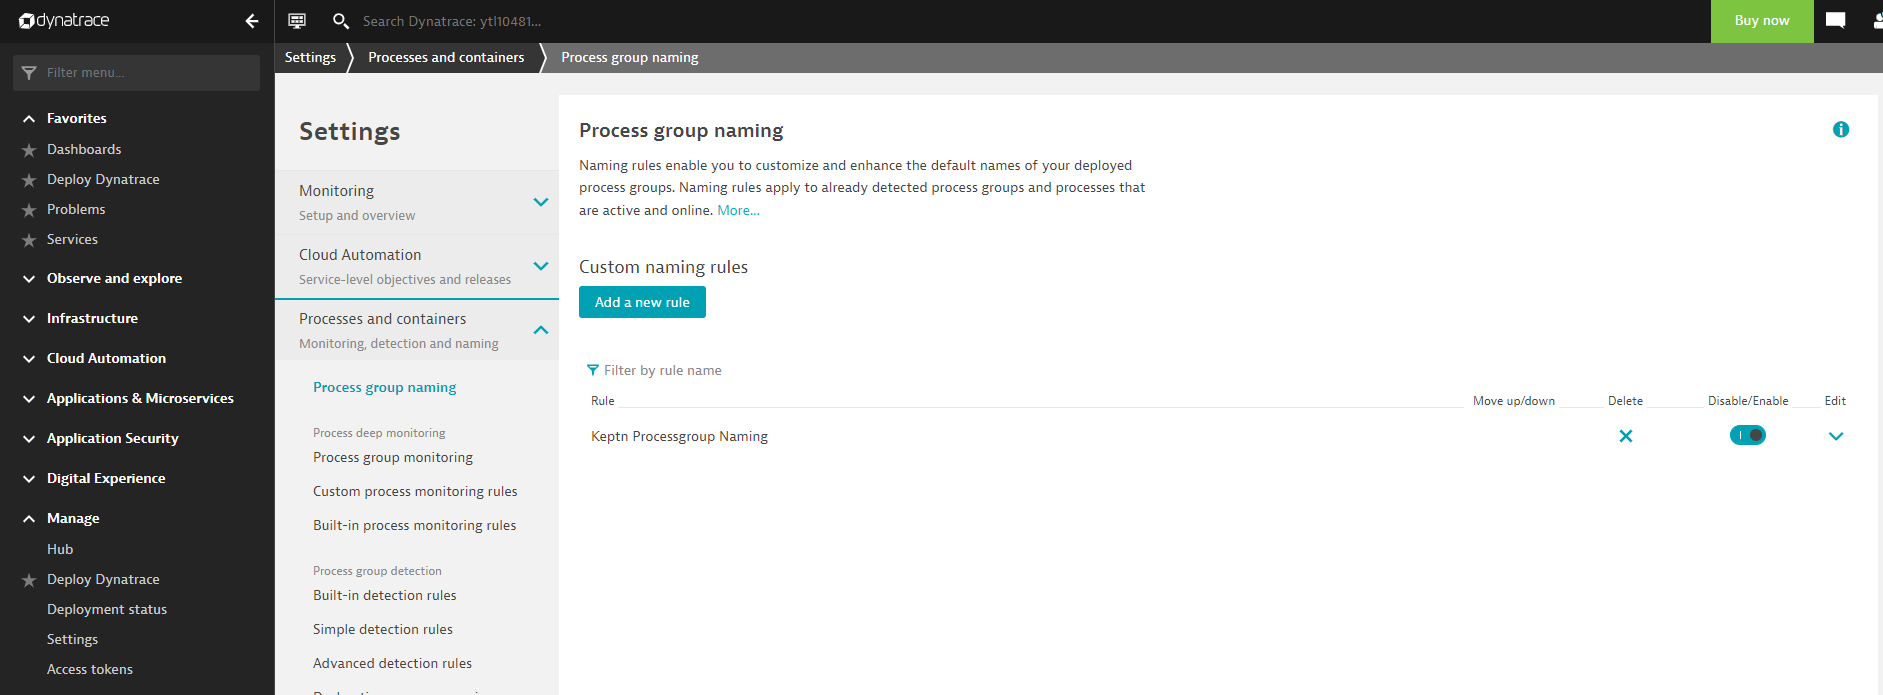 dynatrace
Search Dynatrace: ytl10481...
Buy now
Filter menu...
Settings
Processes and containers
Process group naming
Favorites
Dashboards
Deploy Dynatrace
Problems
Services
Observe and explore
Infrastructure
Cloud Automation
Applications & Microservices
Application Security
Digital Experience
Manage
Hub
Deploy Dynatrace
Deployment status
Settings
Access tokens
Settings
Monitoring
Setup and overview
Cloud Automation
Service-level objectives and releases
Processes and containers
Monitoring, detection and naming
Process group naming
Process deep monitoring
Process group monitoring
Custom process monitoring rules
Built-in process monitoring rules
Process group detection
Built-in detection rules
Simple detection rules
Advanced detection rules
Process group naming
Naming rules enable you to customize and enhance the default names of your deployed
process groups. Naming rules apply to already detected process groups and processes that
are active and online. More...
Custom naming rules
Add a new rule
Filter by rule name
Rule Move up/down Delete Disable/Enable Edit
Keptn Processgroup Naming